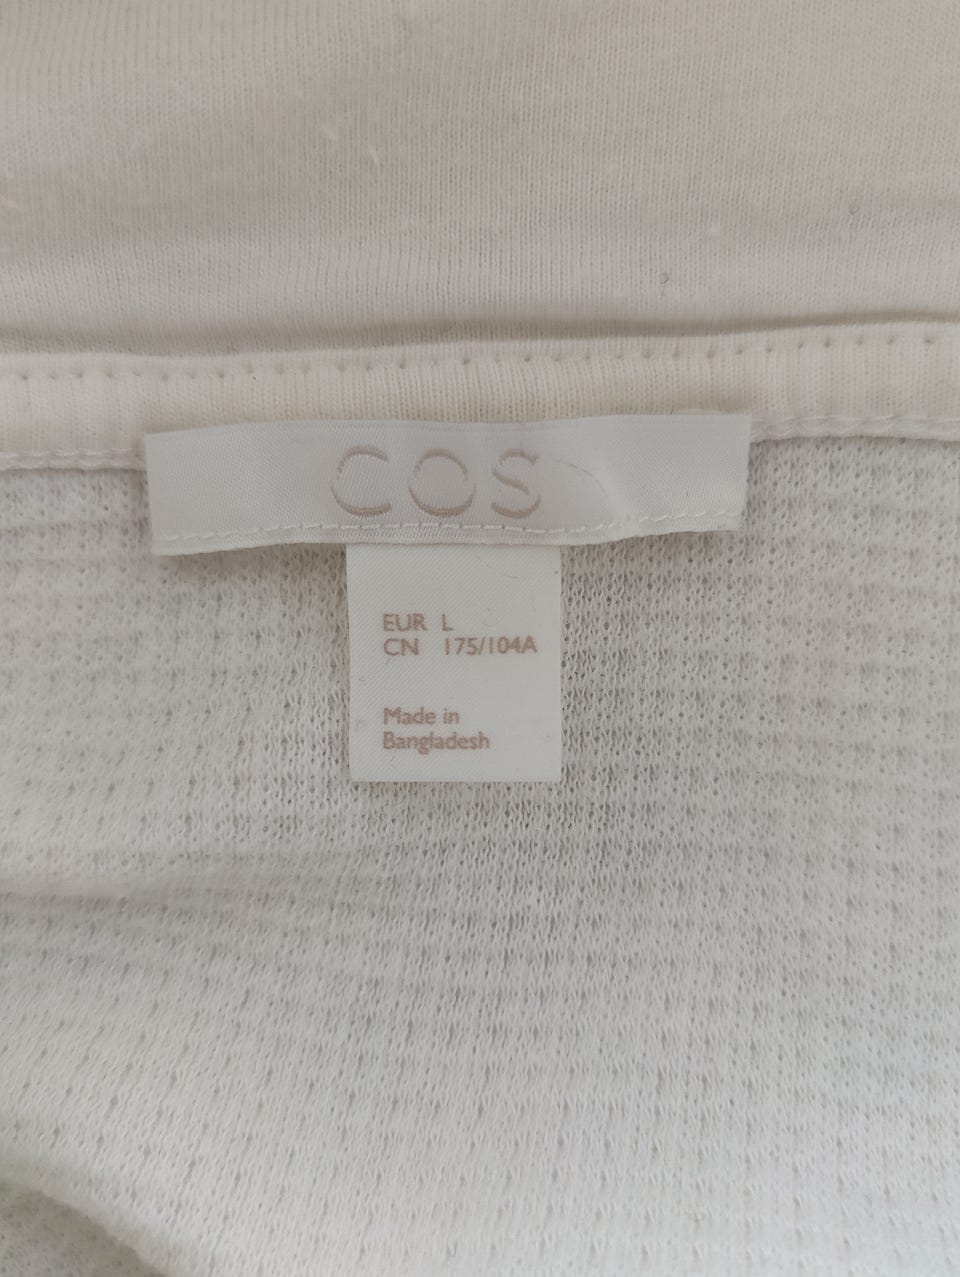 COS
EUR L
CN 175/104A
Made in
Bangladesh